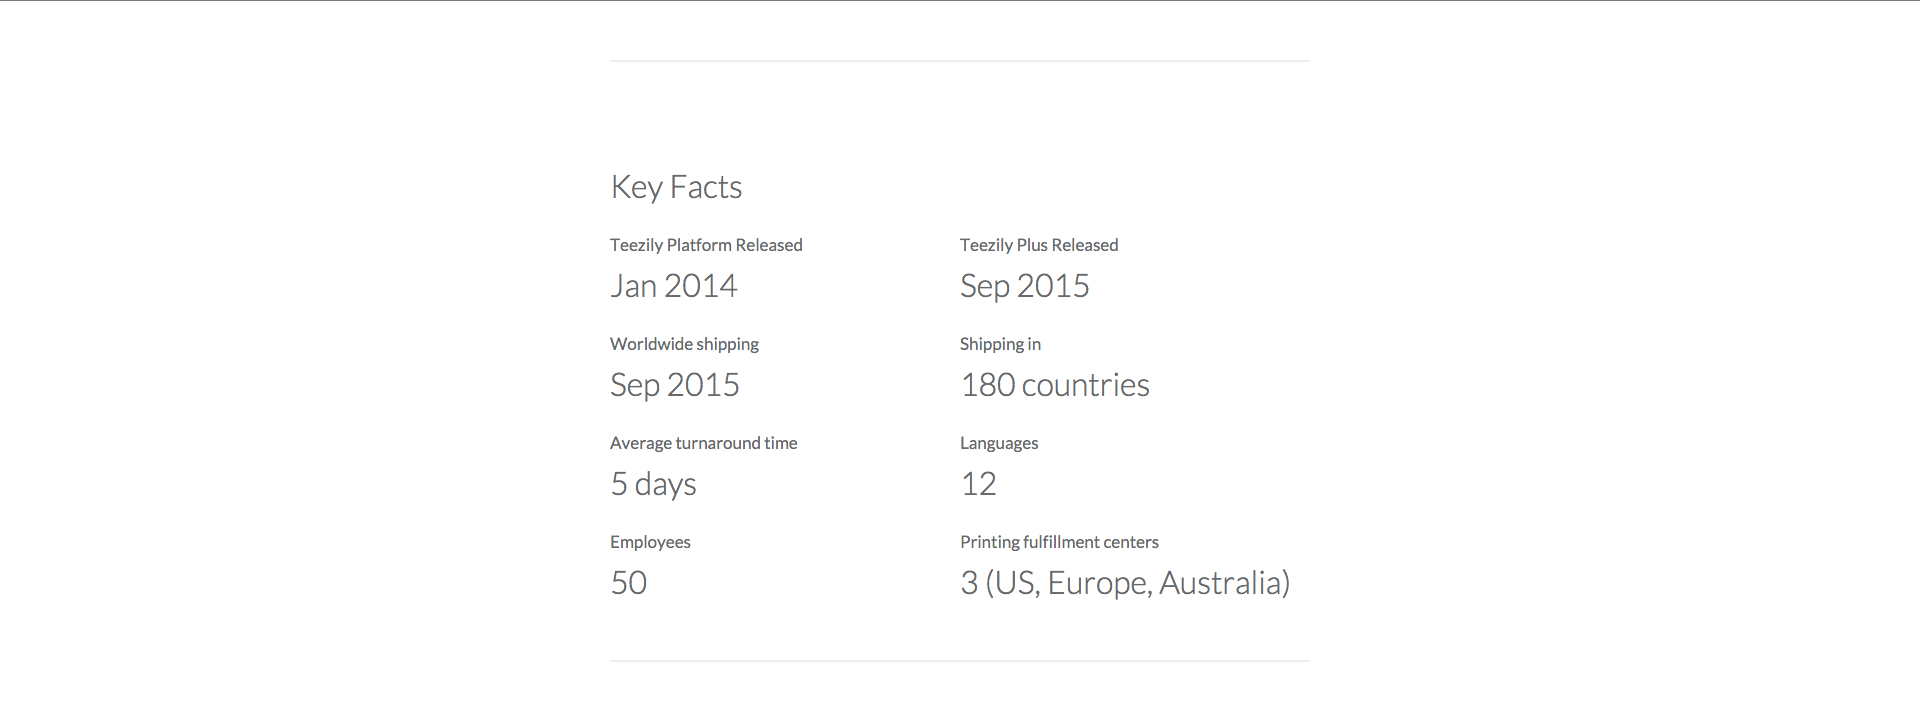 Key Facts
Teezily Platform Released
Jan 2014
Teezily Plus Released
Sep 2015
Worldwide shipping
Sep 2015
Shipping in
180 countries
Average turnaround time
5 days
Languages
12
Employees
50
Printing fulfillment centers
3 (US, Europe, Australia)